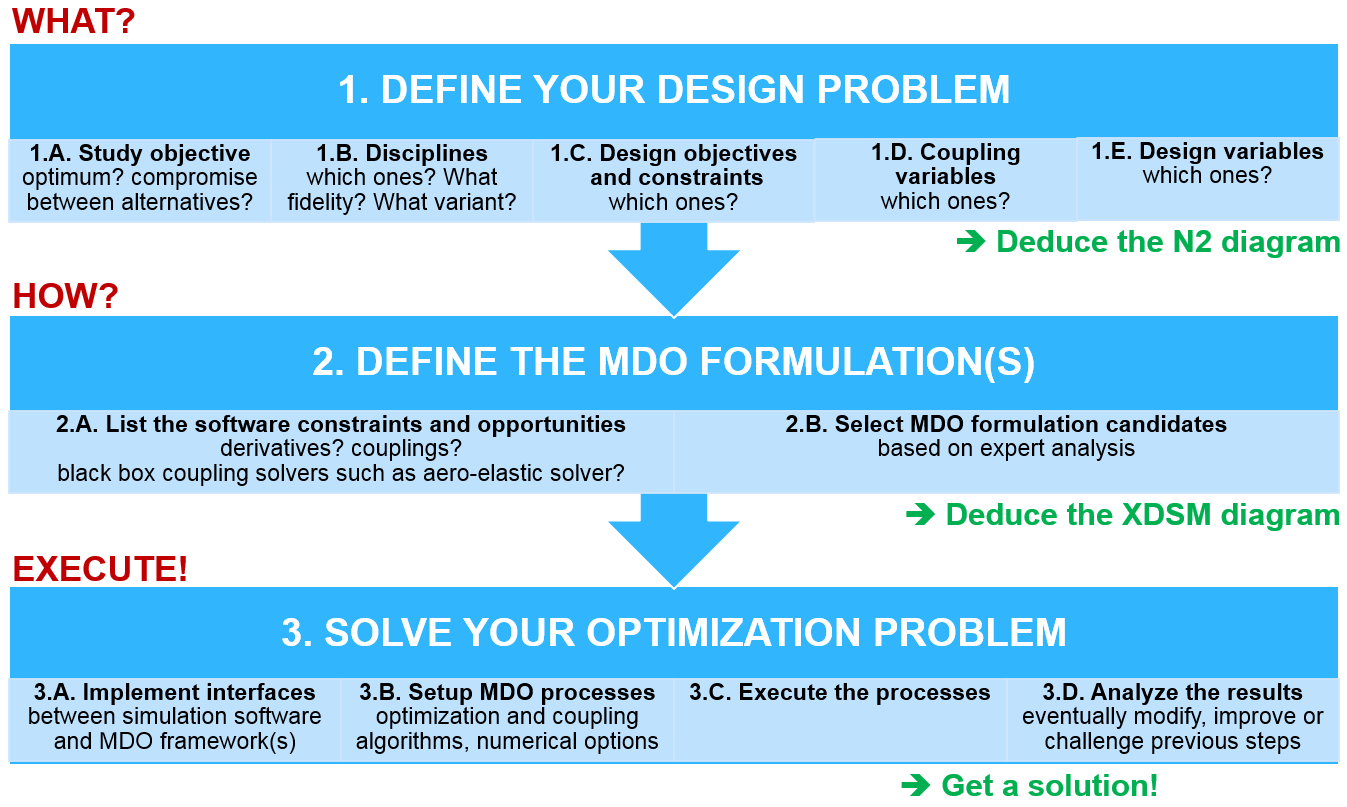 WHAT?
1. DEFINE YOUR DESIGN PROBLEM
1.A. Study objective
optimum? compromise
between alternatives?
1.B. Disciplines
which ones? What
fidelity? What variant?
1.C. Design objectives
and constraints
which ones?
1.D. Coupling
variables
which ones?
1.E. Design variables
which ones?
➔ Deduce the N2 diagram
HOW?
2. DEFINE THE MDO FORMULATION(S)
2.A. List the software constraints and opportunities
derivatives? couplings?
black box coupling solvers such as aero-elastic solver?
2.B. Select MDO formulation candidates
based on expert analysis
➔ Deduce the XDSM diagram
EXECUTE!
3. SOLVE YOUR OPTIMIZATION PROBLEM
3.A. Implement interfaces
between simulation software
and MDO framework(s)
3.B. Setup MDO processes
optimization and coupling
algorithms, numerical options
3.C. Execute the processes
3.D. Analyze the results
eventually modify, improve or
challenge previous steps
➔ Get a solution!